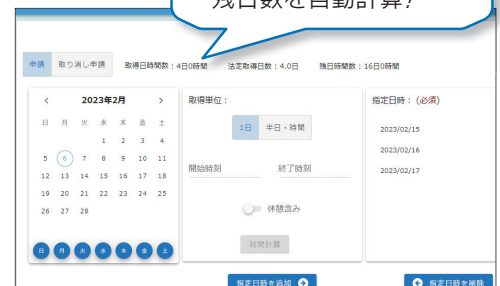 残日数を自動計算?
申請 取り消し申請 取得日時間数：4日0時間 法定取得日数：4.0日 残日時間数：16日0時間
< 2023年2月 > 取得単位： 指定日時：(必須)
日 月 火 水 木 金 土
1日 半日・時間 2023/02/15
1 2 3 4
2023/02/16
5 6 7 8 9 10 11
開始時刻 終了時刻 2023/02/17
12 13 14 15 16 17 18
19 20 21 22 23 24 25
休憩含み
26 27 28
時間計算
日 月 火 水 木 金 土
指定日時を追加 指定日時を削除